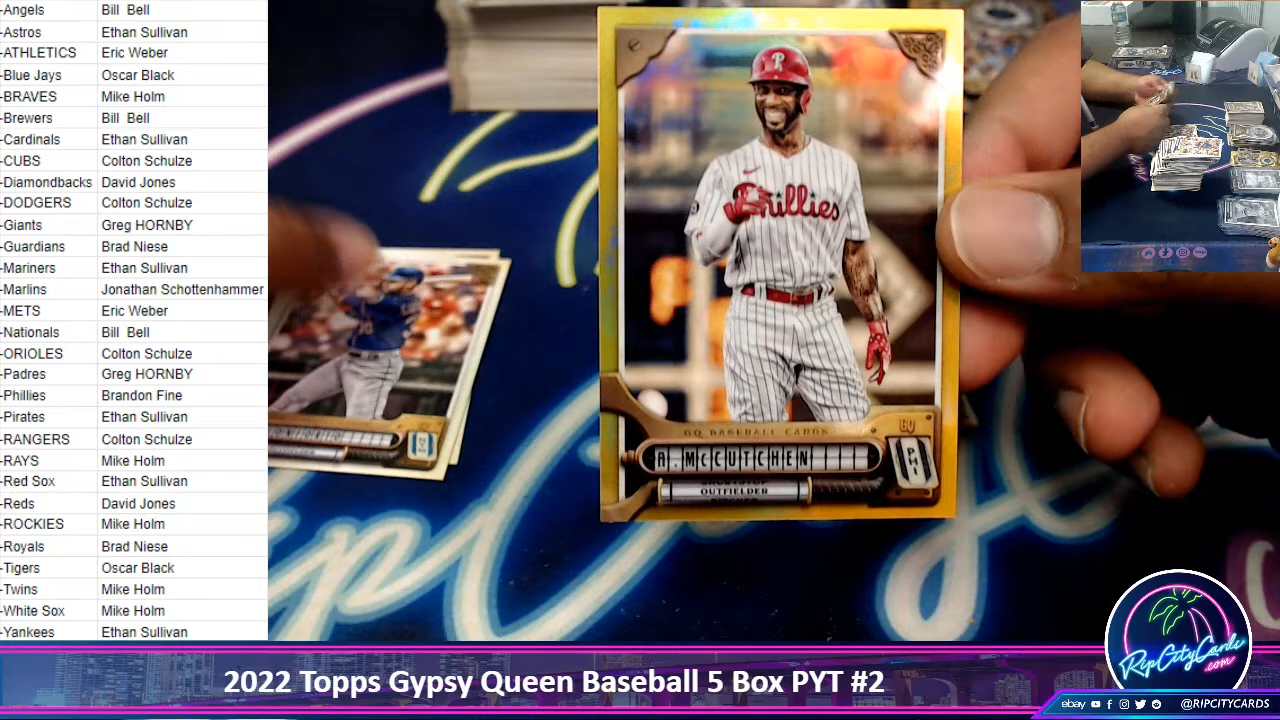 -Angels Bill Bell
-Astros Ethan Sullivan
-ATHLETICS Eric Weber
-Blue Jays Oscar Black
-BRAVES Mike Holm
-Brewers Bill Bell
-Cardinals Ethan Sullivan
-CUBS Colton Schulze
-Diamondbacks David Jones
-DODGERS Colton Schulze
-Giants Greg HORNBY
-Guardians Brad Niese
-Mariners Ethan Sullivan
-Marlins Jonathan Schottenhammer
-METS Eric Weber
-Nationals Bill Bell
-ORIOLES Colton Schulze
-Padres Greg HORNBY
-Phillies Brandon Fine
-Pirates Ethan Sullivan
-RANGERS Colton Schulze
-RAYS Mike Holm
-Red Sox Ethan Sullivan
-Reds David Jones
-ROCKIES Mike Holm
-Royals Brad Niese
-Tigers Oscar Black
-Twins Mike Holm
-White Sox Mike Holm
-Yankees Ethan Sullivan
P
Phillies
GQ
GQ BASEBALL CARDS
A. McCUTCHEN
PHI
SHORTSTOP
OUTFIELDER
PITCHER
2022 Topps Gypsy Queen Baseball 5 Box PYT #2
RipCityCards
.com
ebay @RIPCITYCARDS